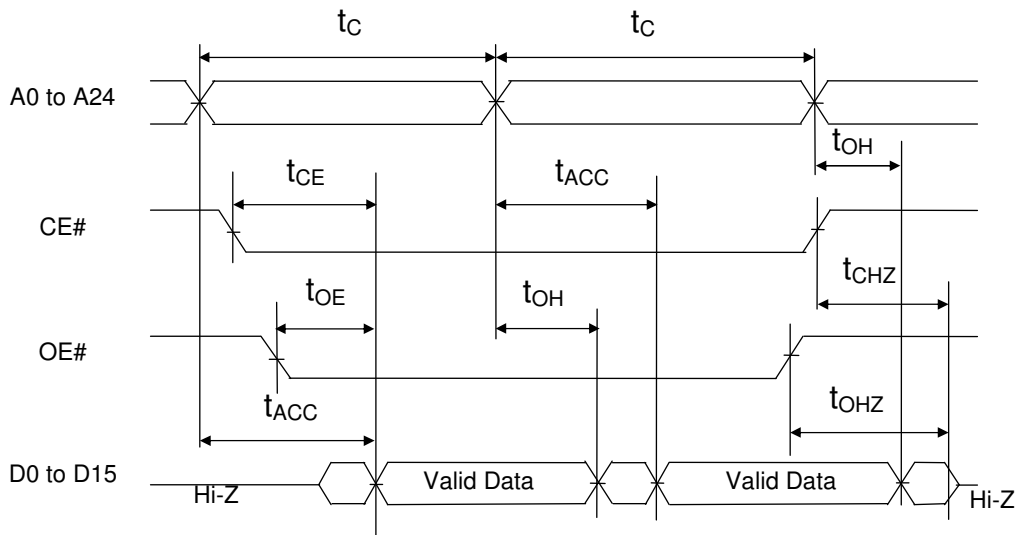 tC tC
A0 to A24
tOH
tCE tACC
CE#
tCHZ
tOE tOH
OE#
tACC tOHZ
D0 to D15 Hi-Z Valid Data Valid Data Hi-Z